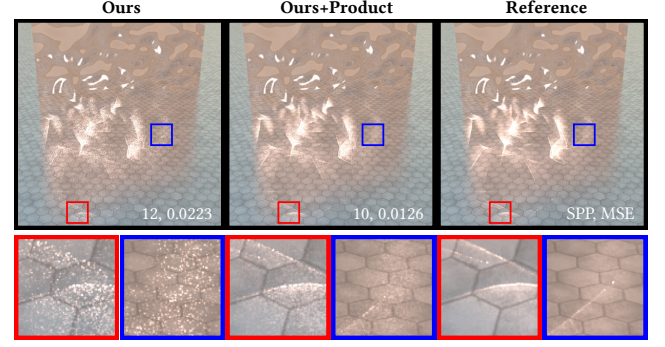 Ours Ours+Product Reference
12, 0.0223 10, 0.0126 SPP, MSE